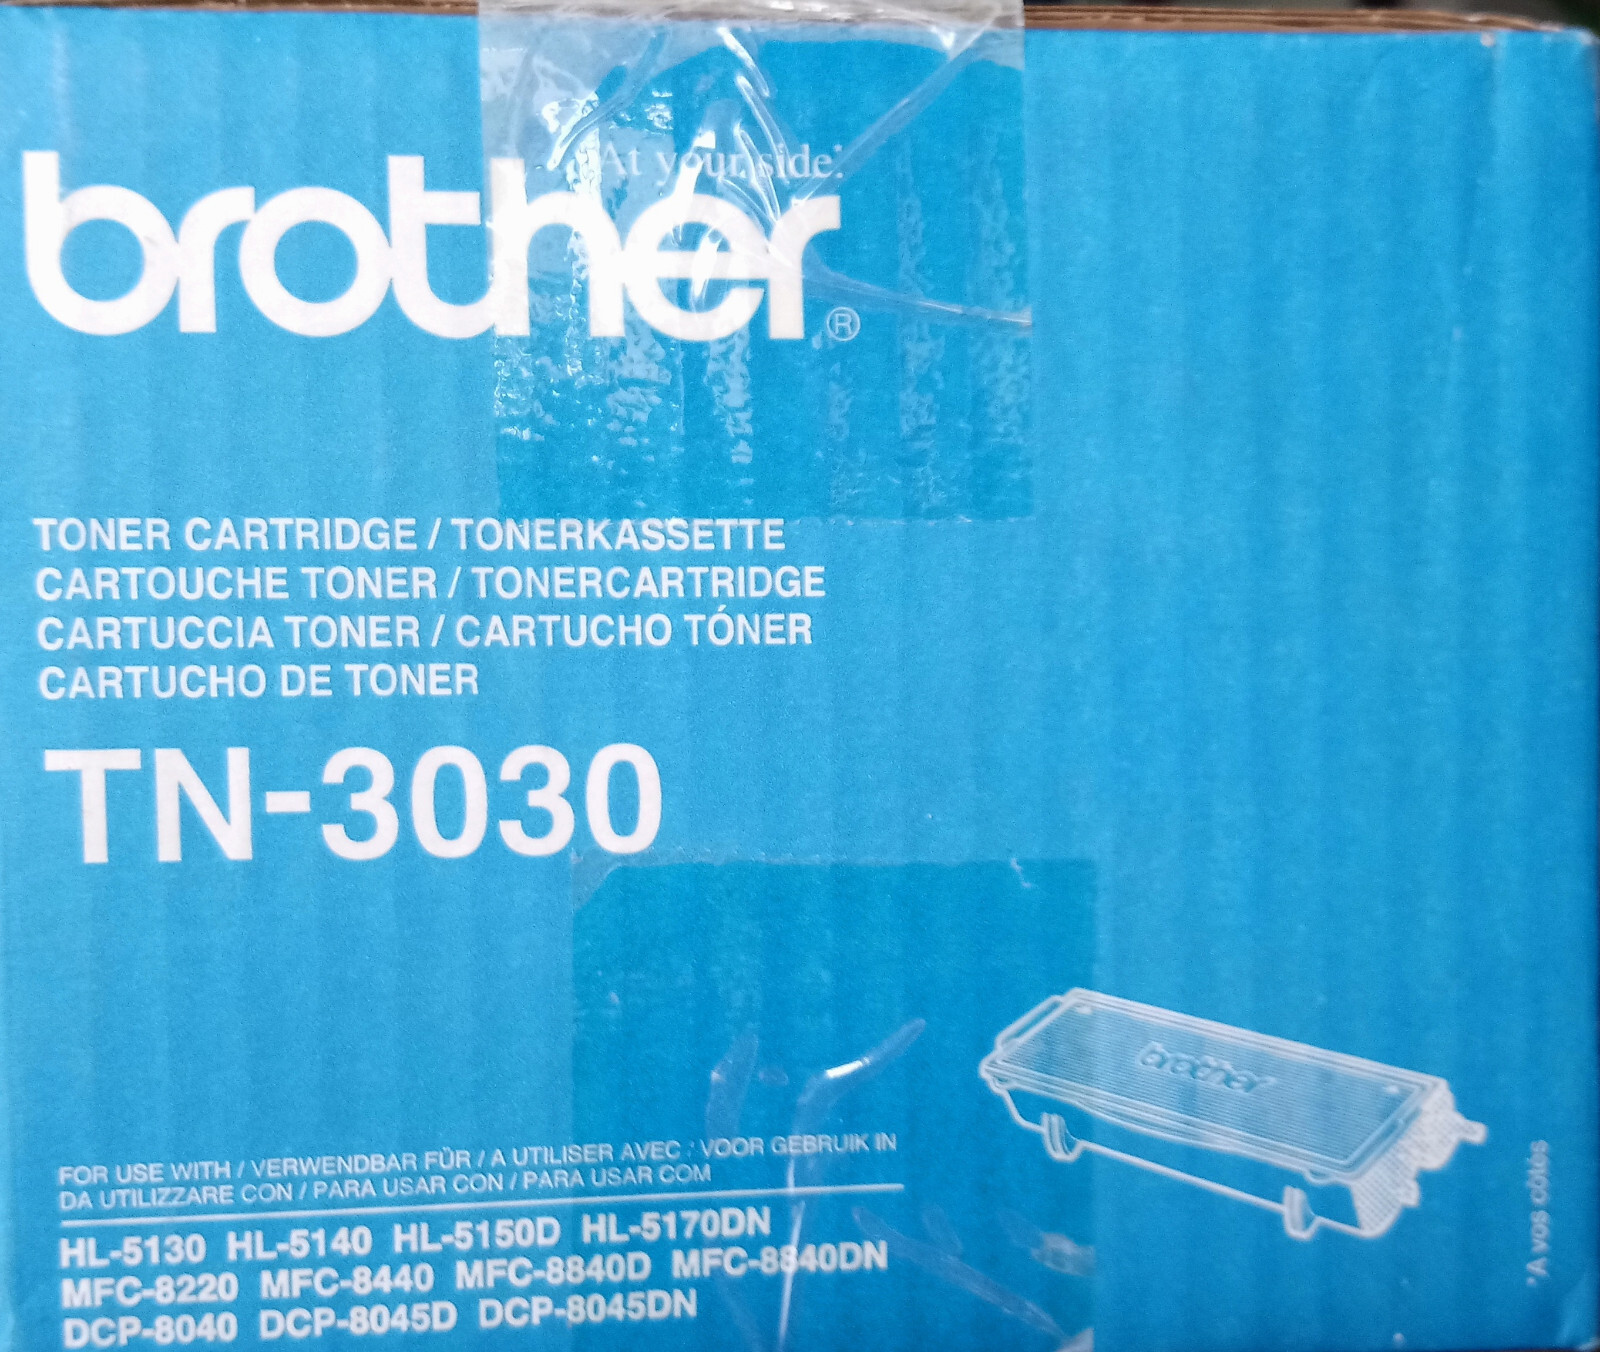 At your side.
brother®
TONER CARTRIDGE / TONERKASSETTE
CARTOUCHE TONER / TONERCARTRIDGE
CARTUCCIA TONER / CARTUCHO TÓNER
CARTUCHO DE TONER
TN-3030
brother
FOR USE WITH / VERWENDBAR FÜR / A UTILISER AVEC : VOOR GEBRUIK IN
DA UTILIZZARE CON / PARA USAR CON / PARA USAR COM
HL-5130 HL-5140 HL-5150D HL-5170DN
MFC-8220 MFC-8440 MFC-8840D MFC-8840DN
DCP-8040 DCP-8045D DCP-8045DN
*A vos côtés